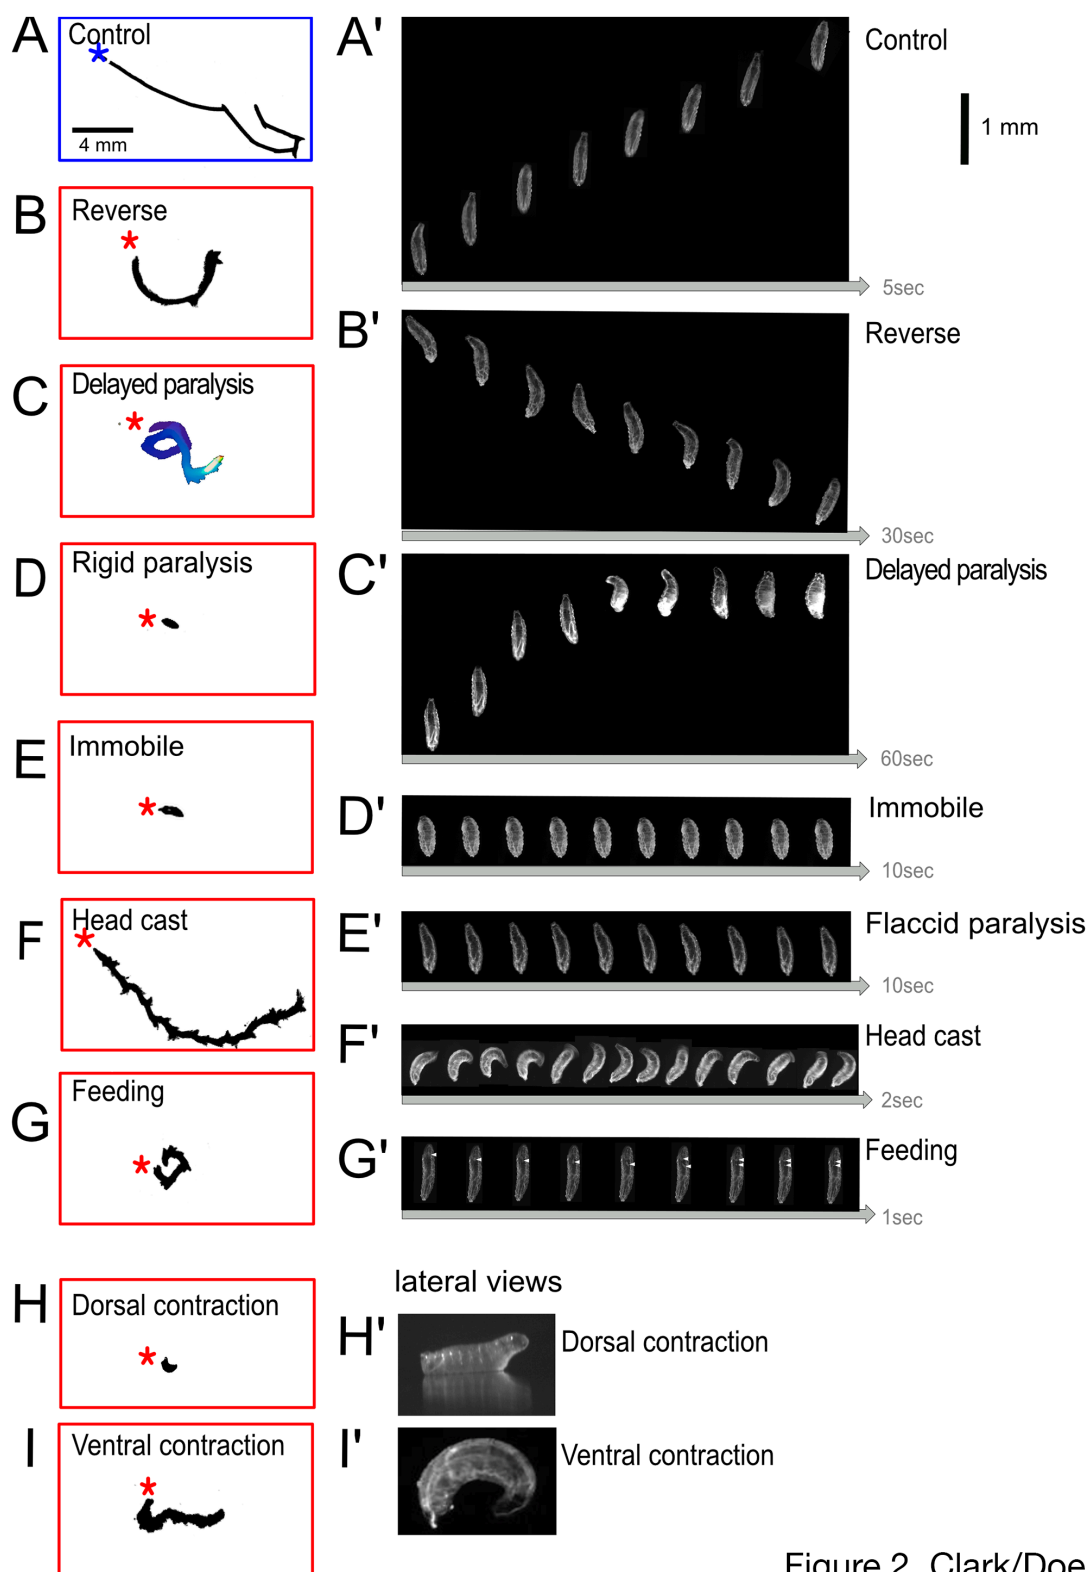 A
Control
*
4 mm
B
Reverse
*
C
Delayed paralysis
*
D
Rigid paralysis
*
E
Immobile
*
F
Head cast
*
G
Feeding
*
H
Dorsal contraction
*
I
Ventral contraction
*
A'
Control
1 mm
5sec
B'
Reverse
30sec
C'
Delayed paralysis
60sec
D'
Immobile
10sec
E'
Flaccid paralysis
10sec
F'
Head cast
2sec
G'
Feeding
1sec
lateral views
H'
Dorsal contraction
I'
Ventral contraction
Figure 2 Clark/Doe